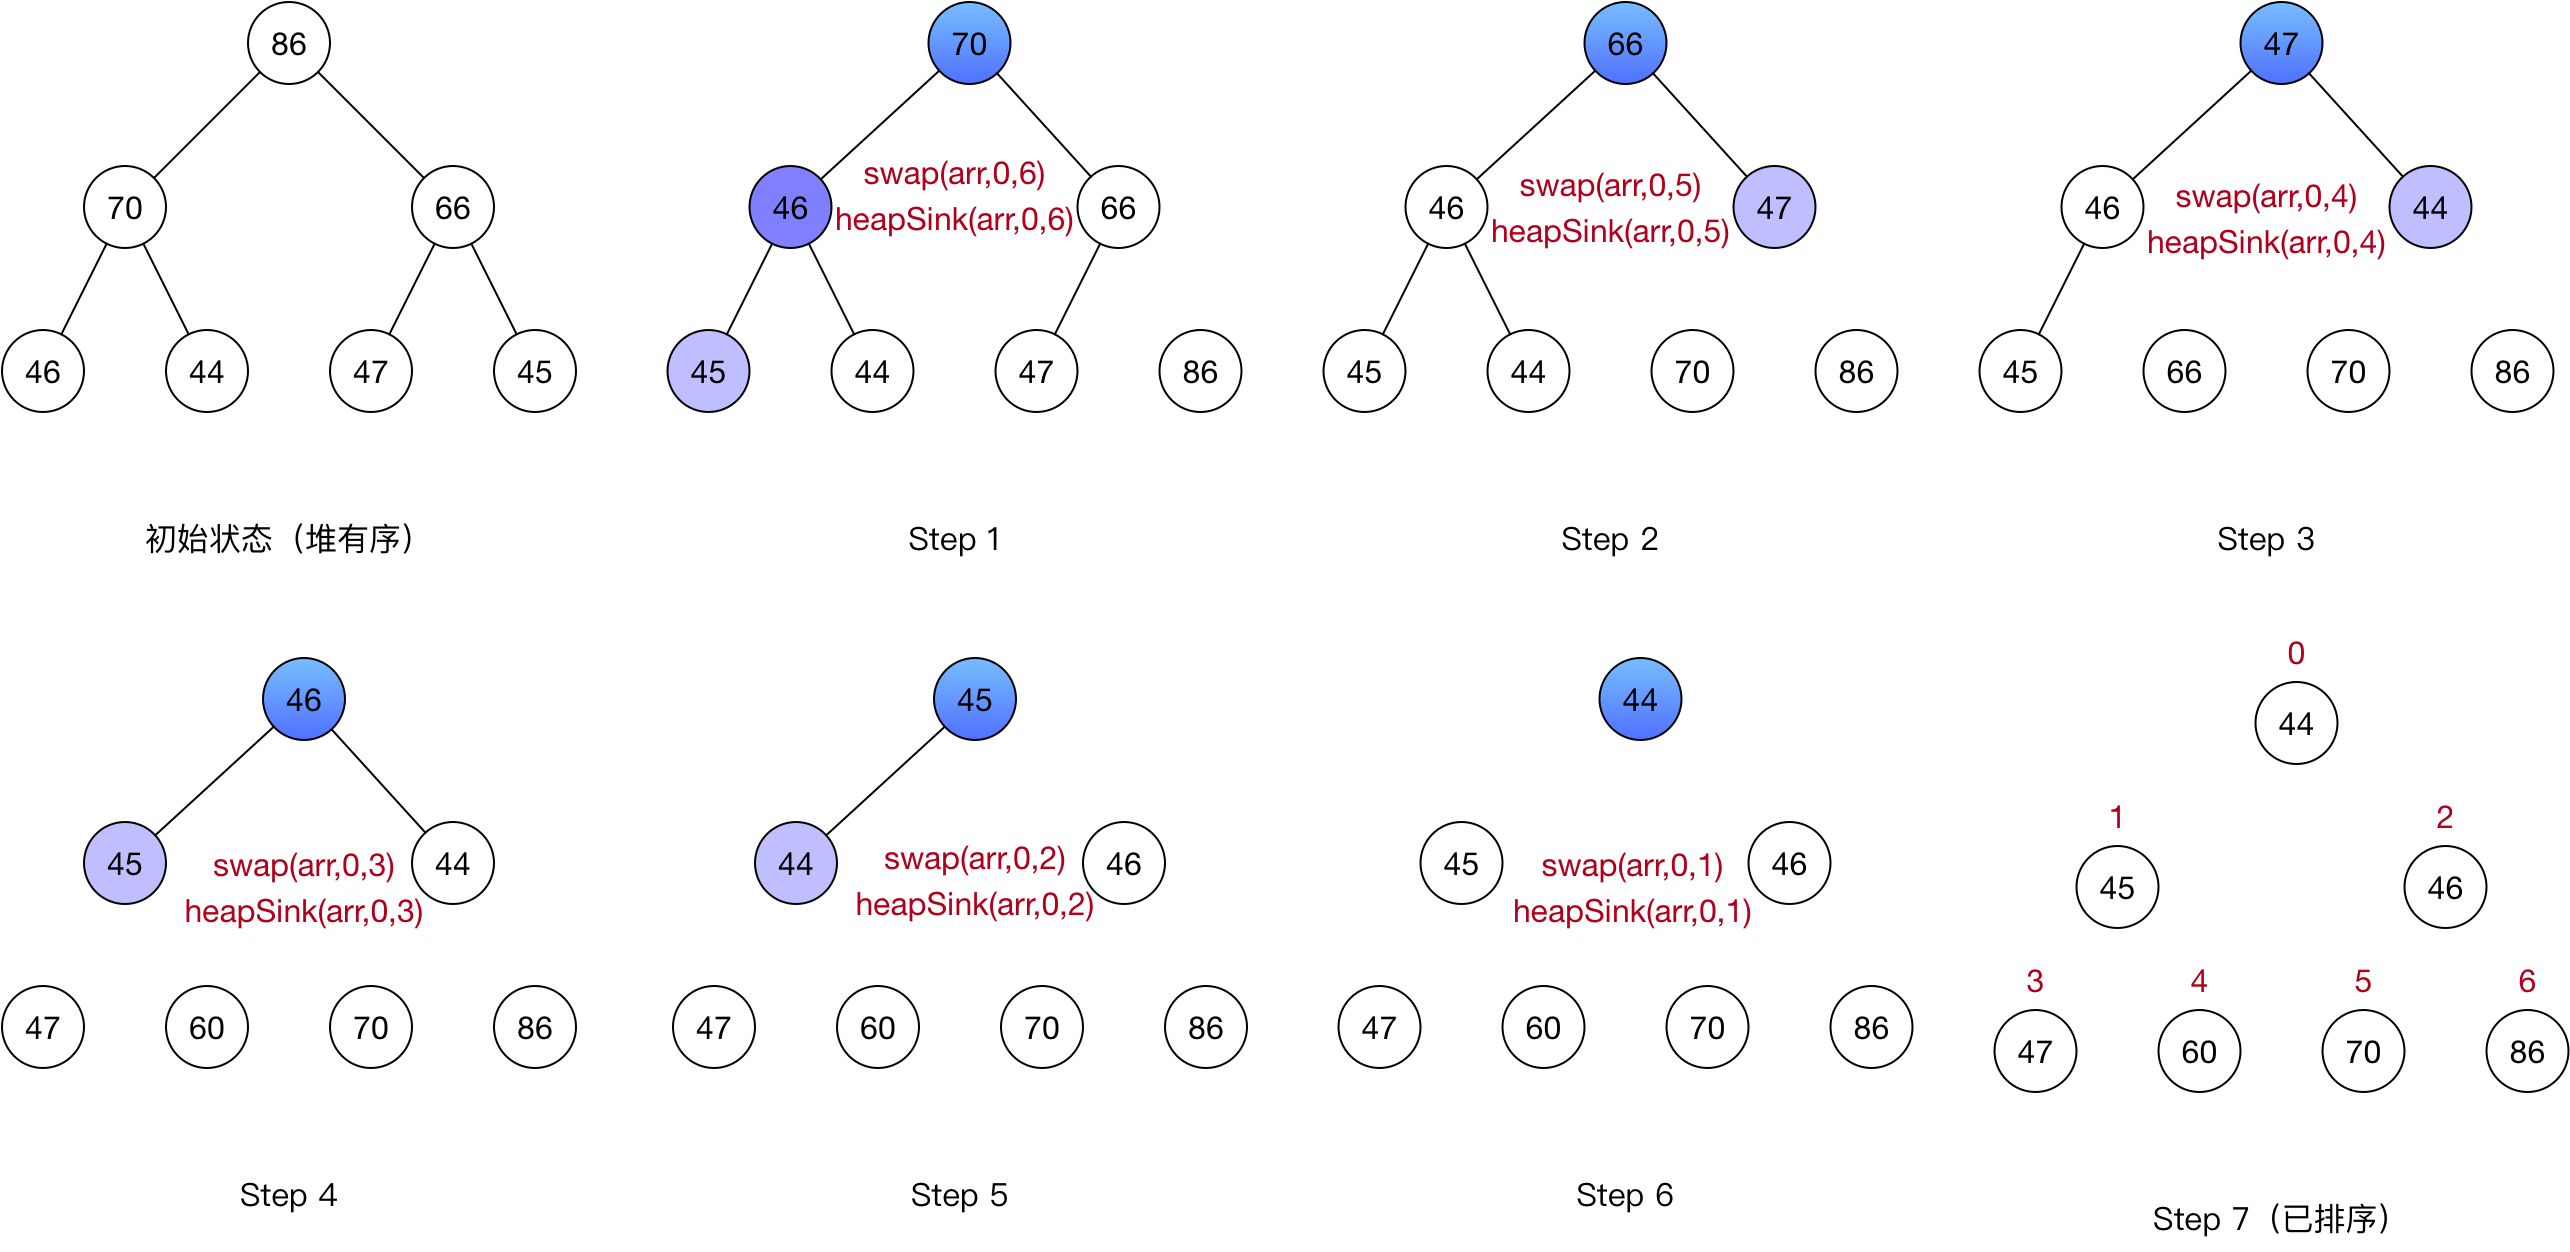 86
70 66
46 44 47 45
初始状态（堆有序）
70
swap(arr,0,6)
46 heapSink(arr,0,6) 66
45 44 47 86
Step 1
66
swap(arr,0,5)
46 heapSink(arr,0,5) 47
45 44 70 86
Step 2
47
swap(arr,0,4)
46 heapSink(arr,0,4) 44
45 66 70 86
Step 3
46
45 swap(arr,0,3) 44
heapSink(arr,0,3)
47 60 70 86
Step 4
45
44 swap(arr,0,2) 46
heapSink(arr,0,2)
47 60 70 86
Step 5
44
45 swap(arr,0,1) 46
heapSink(arr,0,1)
47 60 70 86
Step 6
0
44
1 2
45 46
3 4 5 6
47 60 70 86
Step 7（已排序）